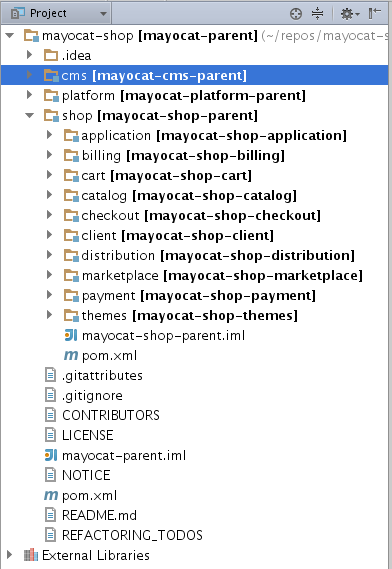 Project
mayocat-shop [mayocat-parent] (~/repos/mayocat-s
.idea
cms [mayocat-cms-parent]
platform [mayocat-platform-parent]
shop [mayocat-shop-parent]
application [mayocat-shop-application]
billing [mayocat-shop-billing]
cart [mayocat-shop-cart]
catalog [mayocat-shop-catalog]
checkout [mayocat-shop-checkout]
client [mayocat-shop-client]
distribution [mayocat-shop-distribution]
marketplace [mayocat-shop-marketplace]
payment [mayocat-shop-payment]
themes [mayocat-shop-themes]
mayocat-shop-parent.iml
pom.xml
.gitattributes
.gitignore
CONTRIBUTORS
LICENSE
mayocat-parent.iml
NOTICE
pom.xml
README.md
REFACTORING_TODOS
External Libraries